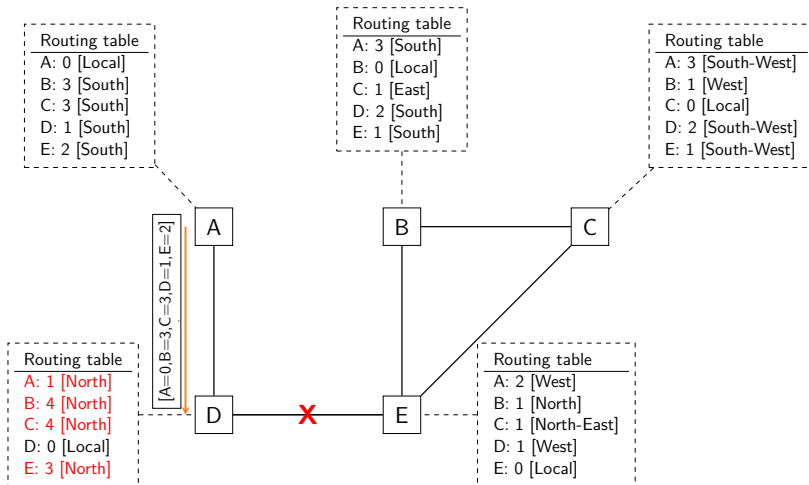 Routing table
A: 0 [Local]
B: 3 [South]
C: 3 [South]
D: 1 [South]
E: 2 [South]
Routing table
A: 3 [South]
B: 0 [Local]
C: 1 [East]
D: 2 [South]
E: 1 [South]
Routing table
A: 3 [South-West]
B: 1 [West]
C: 0 [Local]
D: 2 [South-West]
E: 1 [South-West]
A
B
C
[A=0,B=3,C=3,D=1,E=2]
Routing table
A: 1 [North]
B: 4 [North]
C: 4 [North]
D: 0 [Local]
E: 3 [North]
D
X
E
Routing table
A: 2 [West]
B: 1 [North]
C: 1 [North-East]
D: 1 [West]
E: 0 [Local]